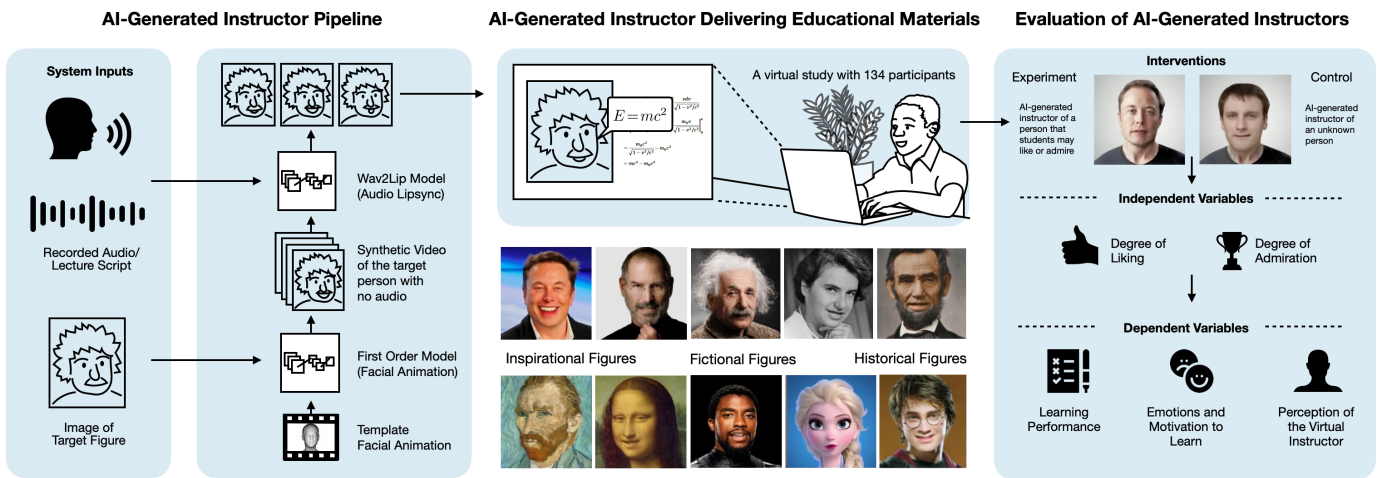 AI-Generated Instructor Pipeline
System Inputs
Recorded Audio/
Lecture Script
Image of
Target Figure
Wav2Lip Model
(Audio Lipsync)
Synthetic Video
of the target
person with
no audio
First Order Model
(Facial Animation)
Template
Facial Animation
AI-Generated Instructor Delivering Educational Materials
A virtual study with 134 participants
E=mc²
Inspirational Figures
Fictional Figures
Historical Figures
Evaluation of AI-Generated Instructors
Interventions
Experiment
AI-generated
instructor of a
person that
students may
like or admire
Control
AI-generated
instructor of
an unknown
person
Independent Variables
Degree of
Liking
Degree of
Admiration
Dependent Variables
Learning
Performance
Emotions and
Motivation to
Learn
Perception of
the Virtual
Instructor